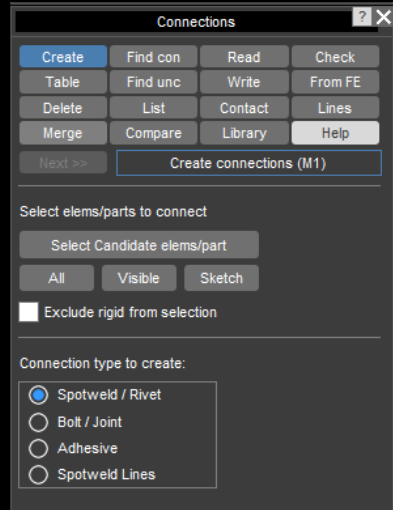 Connections ? X
Create Find con Read Check
Table Find unc Write From FE
Delete List Contact Lines
Merge Compare Library Help
Next >> Create connections (M1)
Select elems/parts to connect
Select Candidate elems/part
All Visible Sketch
Exclude rigid from selection
Connection type to create:
Spotweld / Rivet
Bolt / Joint
Adhesive
Spotweld Lines